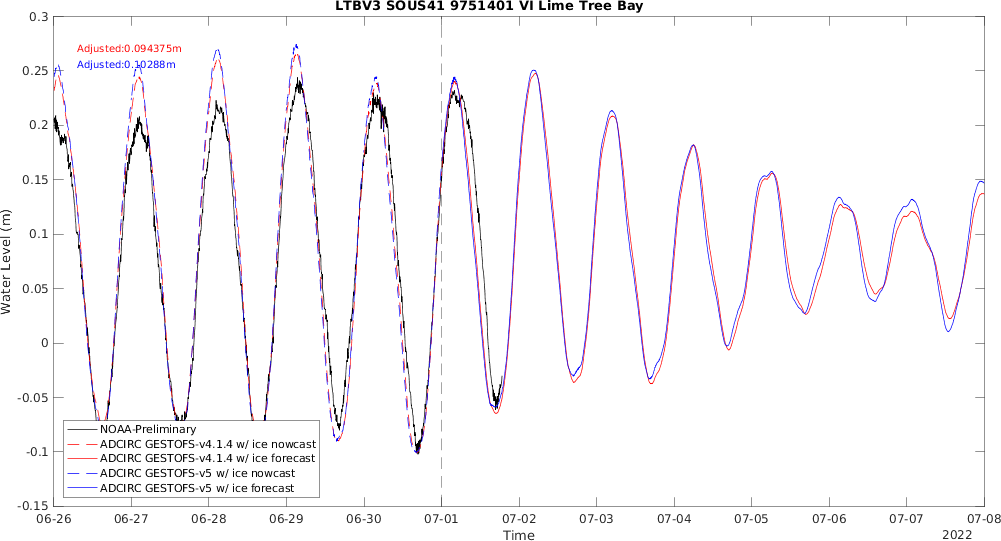 LTBV3 SOUS41 9751401 VI Lime Tree Bay
Adjusted:0.094375m
Adjusted:0.10288m
0.3
0.25
0.2
0.15
0.1
0.05
0
-0.05
-0.1
-0.15
Water Level (m)
NOAA-Preliminary
ADCIRC GESTOFS-v4.1.4 w/ ice nowcast
ADCIRC GESTOFS-v4.1.4 w/ ice forecast
ADCIRC GESTOFS-v5 w/ ice nowcast
ADCIRC GESTOFS-v5 w/ ice forecast
06-26 06-27 06-28 06-29 06-30 07-01 07-02 07-03 07-04 07-05 07-06 07-07 07-08
Time
2022